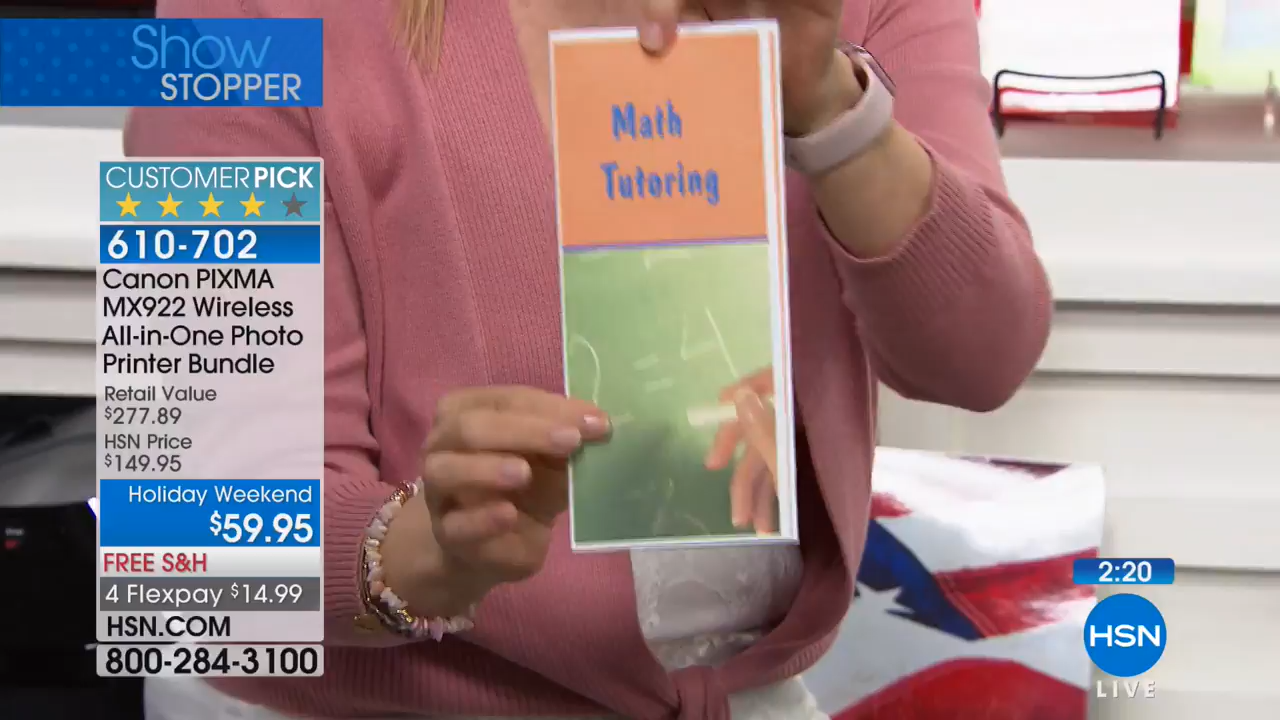 Show
STOPPER
CUSTOMER PICK
610-702
Canon PIXMA
MX922 Wireless
All-in-One Photo
Printer Bundle
Retail Value
$277.89
HSN Price
$149.95
Holiday Weekend
$59.95
FREE S&H
4 Flexpay $14.99
HSN.COM
800-284-3100
Math
Tutoring
2:20
HSN
LIVE